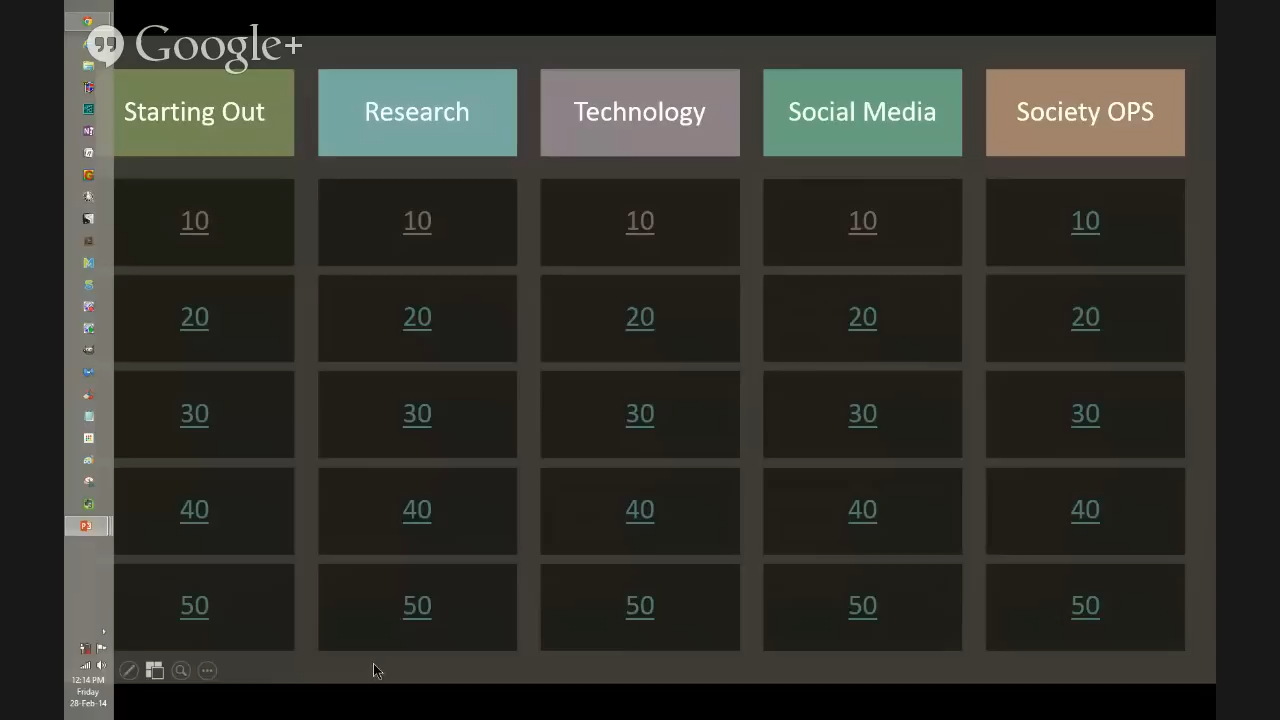 Google+
Starting Out Research Technology Social Media Society OPS
10 10 10 10 10
20 20 20 20 20
30 30 30 30 30
40 40 40 40 40
50 50 50 50 50
12:14 PM
Friday
28-Feb-14